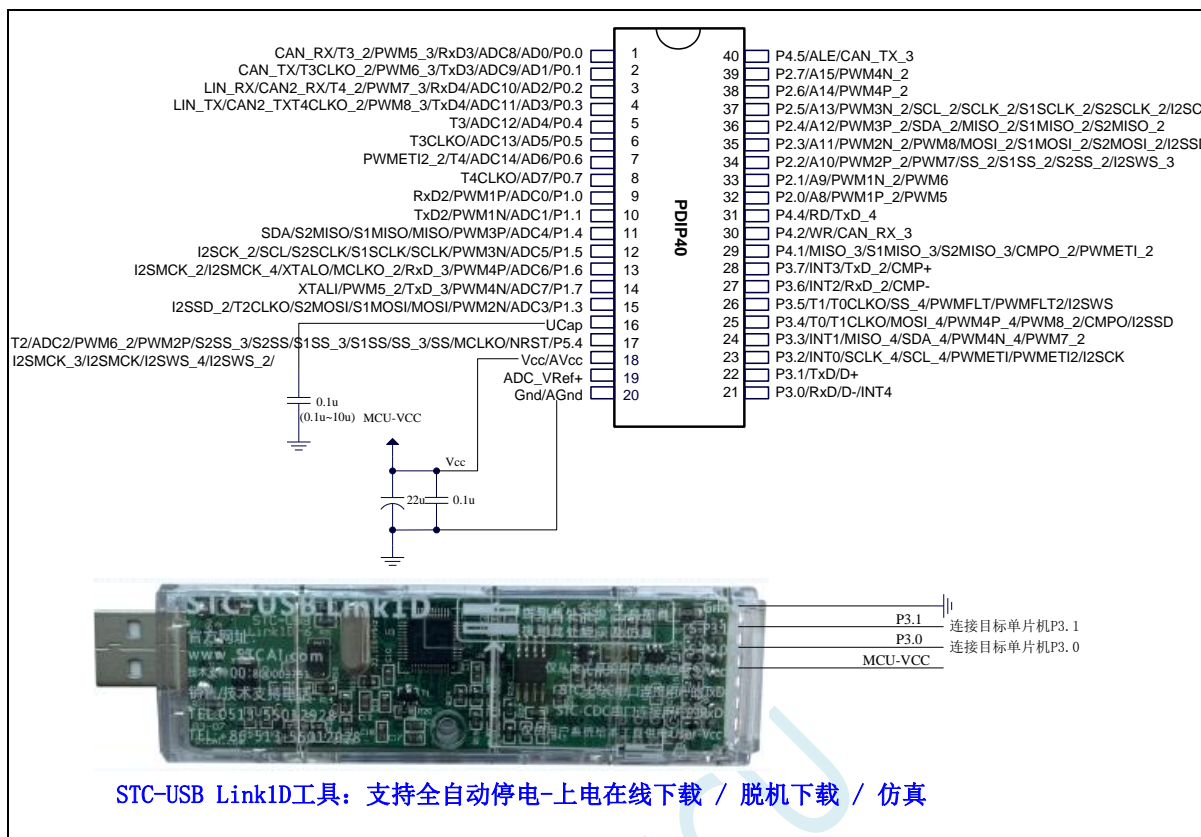 CAN_RX/T3_2/PWM5_3/RxD3/ADC8/AD0/P0.0 1
CAN_TX/T3CLKO_2/PWM6_3/TxD3/ADC9/AD1/P0.1 2
LIN_RX/CAN2_RX/T4_2/PWM7_3/RxD4/ADC10/AD2/P0.2 3
LIN_TX/CAN2_TXT4CLKO_2/PWM8_3/TxD4/ADC11/AD3/P0.3 4
T3/ADC12/AD4/P0.4 5
T3CLKO/ADC13/AD5/P0.5 6
PWMETI2_2/T4/ADC14/AD6/P0.6 7
T4CLKO/AD7/P0.7 8
RxD2/PWM1P/ADC0/P1.0 9
TxD2/PWM1N/ADC1/P1.1 10
SDA/S2MISO/S1MISO/MISO/PWM3P/ADC4/P1.4 11
I2SCK_2/SCL/S2SCLK/S1SCLK/SCLK/PWM3N/ADC5/P1.5 12
I2SMCK_2/I2SMCK_4/XTALO/MCLKO_2/RxD_3/PWM4P/ADC6/P1.6 13
XTALI/PWM5_2/TxD_3/PWM4N/ADC7/P1.7 14
I2SSD_2/T2CLKO/S2MOSI/S1MOSI/MOSI/PWM2N/ADC3/P1.3 15
UCap 16
T2/ADC2/PWM6_2/PWM2P/S2SS_3/S2SS/S1SS_3/S1SS/SS_3/SS/MCLKO/NRST/P5.4 17
I2SMCK_3/I2SMCK/I2SWS_4/I2SWS_2/
Vcc/AVcc 18
ADC_VRef+ 19
Gnd/AGnd 20
PDIP40
40 P4.5/ALE/CAN_TX_3
39 P2.7/A15/PWM4N_2
38 P2.6/A14/PWM4P_2
37 P2.5/A13/PWM3N_2/SCL_2/SCLK_2/S1SCLK_2/S2SCLK_2/I2SC
36 P2.4/A12/PWM3P_2/SDA_2/MISO_2/S1MISO_2/S2MISO_2
35 P2.3/A11/PWM2N_2/PWM8/MOSI_2/S1MOSI_2/S2MOSI_2/I2SS
34 P2.2/A10/PWM2P_2/PWM7/SS_2/S1SS_2/S2SS_2/I2SWS_3
33 P2.1/A9/PWM1N_2/PWM6
32 P2.0/A8/PWM1P_2/PWM5
31 P4.4/RD/TxD_4
30 P4.2/WR/CAN_RX_3
29 P4.1/MISO_3/S1MISO_3/S2MISO_3/CMPO_2/PWMETI_2
28 P3.7/INT3/TxD_2/CMP+
27 P3.6/INT2/RxD_2/CMP-
26 P3.5/T1/T0CLKO/SS_4/PWMFLT/PWMFLT2/I2SWS
25 P3.4/T0/T1CLKO/MOSI_4/PWM4P_4/PWM8_2/CMPO/I2SSD
24 P3.3/INT1/MISO_4/SDA_4/PWM4N_4/PWM7_2
23 P3.2/INT0/SCLK_4/SCL_4/PWMETI/PWMETI2/I2SCK
22 P3.1/TxD/D+
21 P3.0/RxD/D-/INT4
0.1u
(0.1u~10u)
MCU-VCC
Vcc
22u
0.1u
STC-USB Link1D
官方网址:
www.STCAI.com
TEL:0513-55012928
Gnd
P3.1
连接目标单片机P3.1
P3.0
连接目标单片机P3.0
MCU-VCC
STC-USB Link1D工具: 支持全自动停电-上电在线下载 / 脱机下载 / 仿真